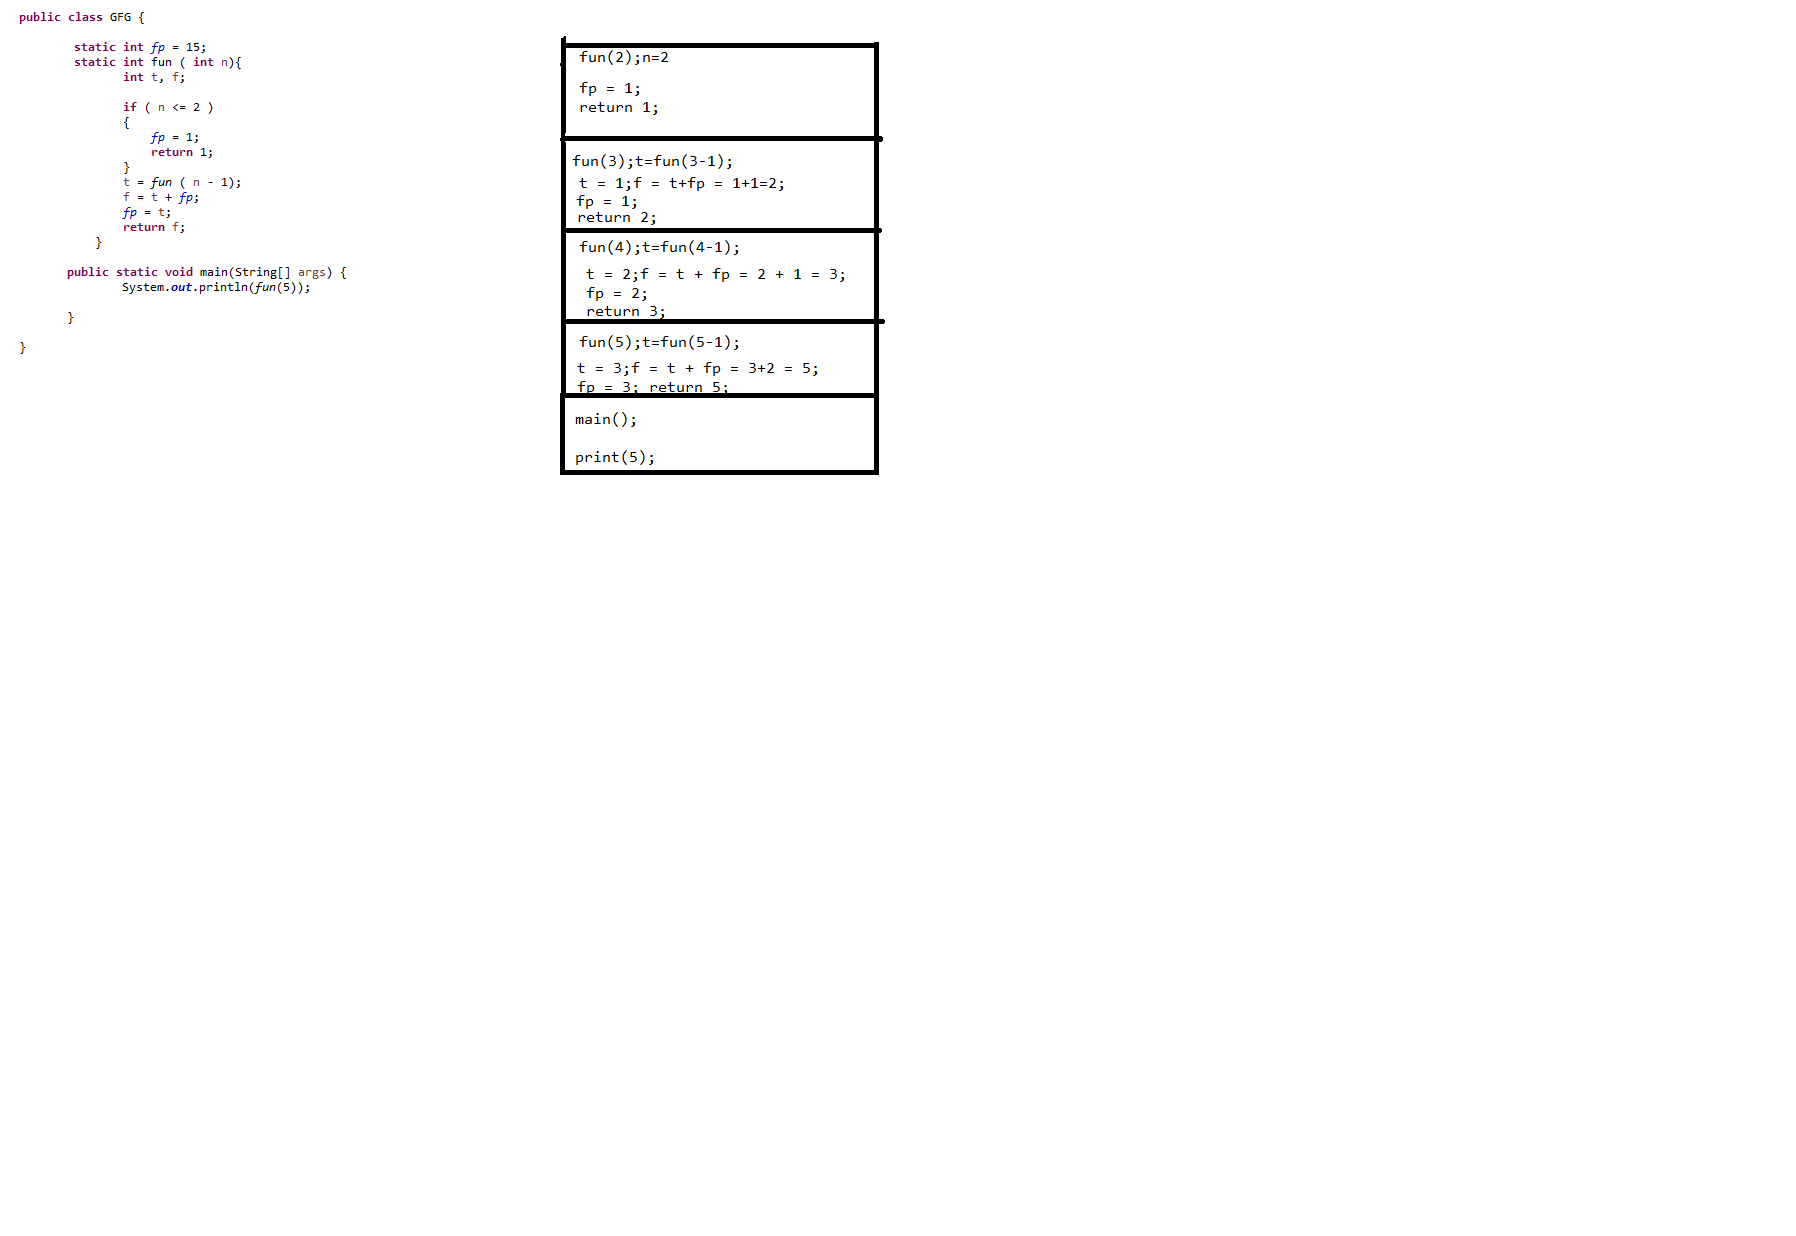 public class GFG {
static int fp = 15;
static int fun ( int n){
int t, f;
if ( n <= 2 )
{
fp = 1;
return 1;
}
t = fun ( n - 1);
f = t + fp;
fp = t;
return f;
}
public static void main(String[] args) {
System.out.println(fun(5));
}
}
fun(2);n=2
fp = 1;
return 1;
fun(3);t=fun(3-1);
t = 1;f = t+fp = 1+1=2;
fp = 1;
return 2;
fun(4);t=fun(4-1);
t = 2;f = t + fp = 2 + 1 = 3;
fp = 2;
return 3;
fun(5);t=fun(5-1);
t = 3;f = t + fp = 3+2 = 5;
fp = 3; return 5;
main();
print(5);